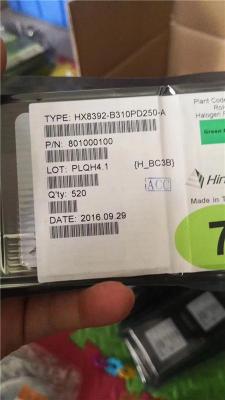 TYPE: HX8392-B310PD250-A
P/N: 801000100
LOT: PLQH4.1 {H_BC3B}
ACC
Q'ty: 520
DATE: 2016.09.29
Plant Code
Halogen
Green
Made in T
7